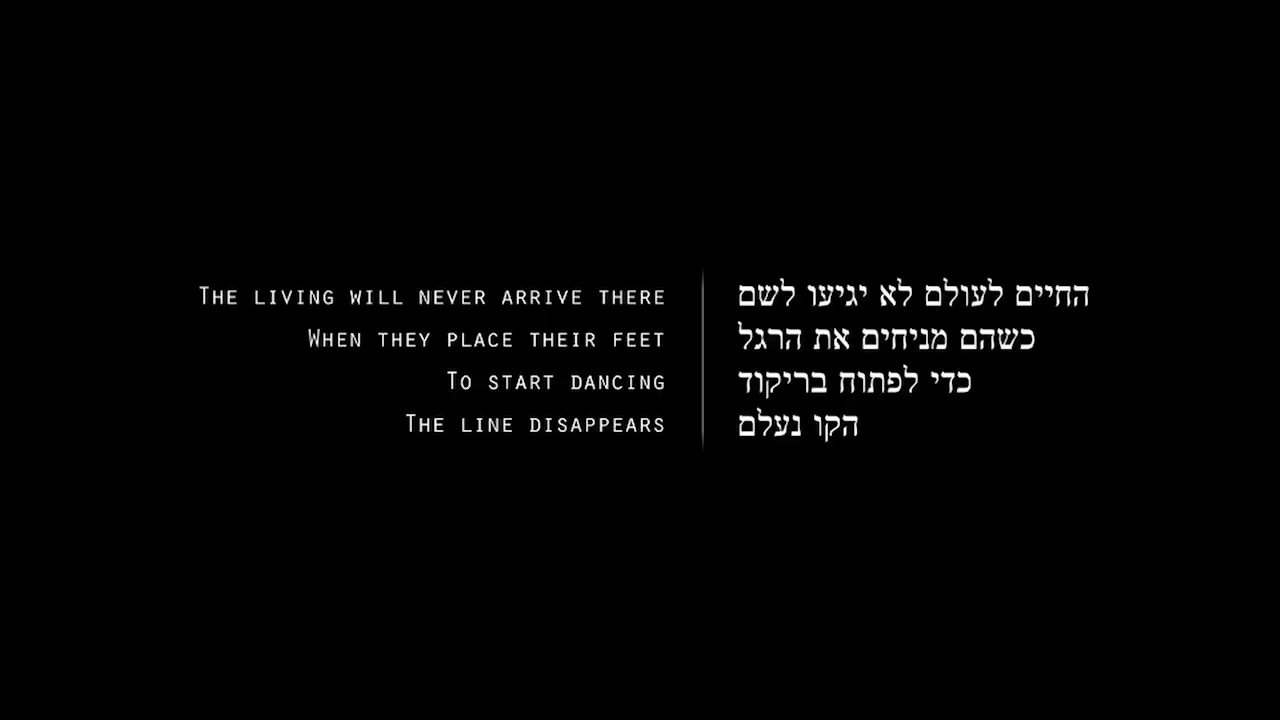 The living will never arrive there
When they place their feet
To start dancing
The line disappears
החיים לעולם לא יגיעו לשם
כשהם מניחים את הרגל
כדי לפתוח בריקוד
הקו נעלם